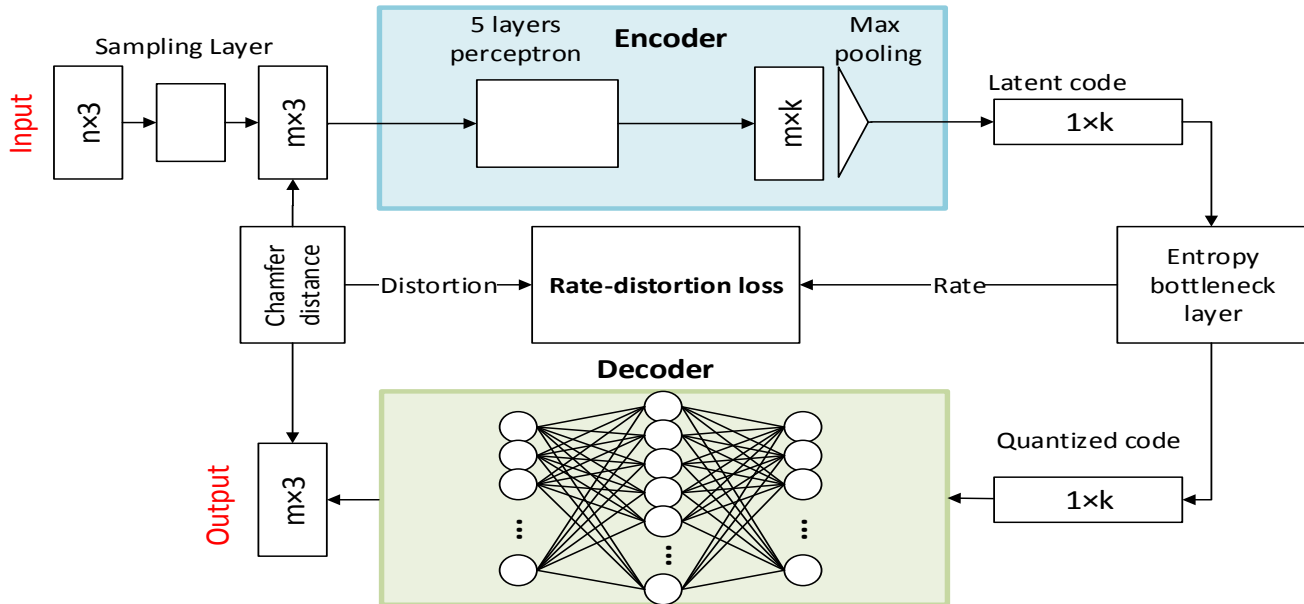 Sampling Layer
Input
n×3
m×3
5 layers
perceptron
Encoder
m×k
Max
pooling
Latent code
1×k
Chamfer
distance
Distortion
Rate-distortion loss
Rate
Entropy
bottleneck
layer
Decoder
Output
m×3
...
...
...
Quantized code
1×k